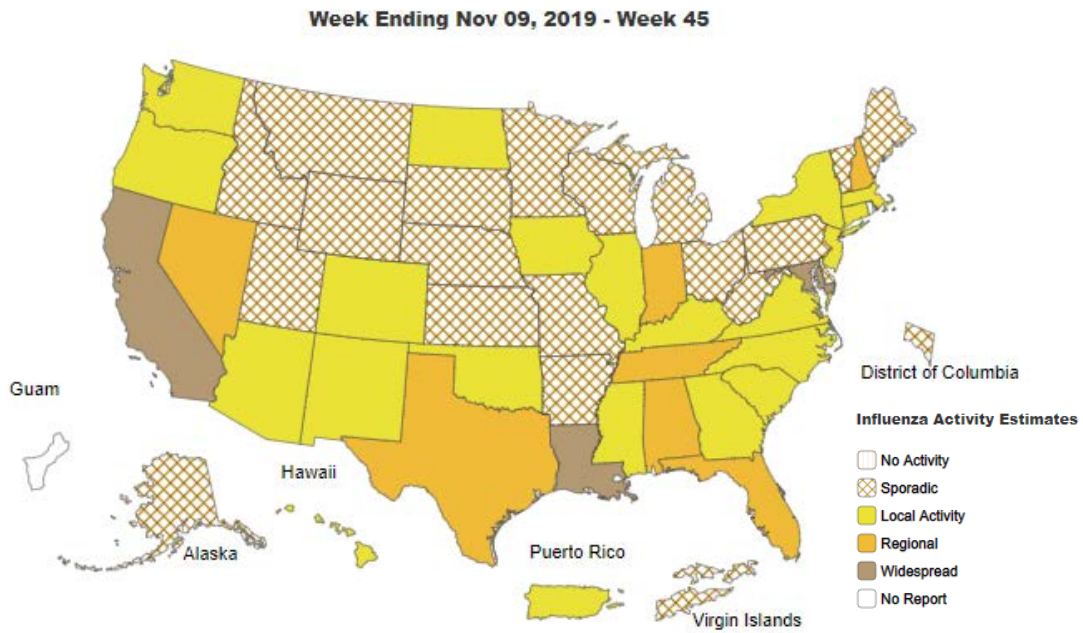 Week Ending Nov 09, 2019 - Week 45
Guam
Alaska
Hawaii
Puerto Rico
Virgin Islands
District of Columbia
Influenza Activity Estimates
No Activity
Sporadic
Local Activity
Regional
Widespread
No Report